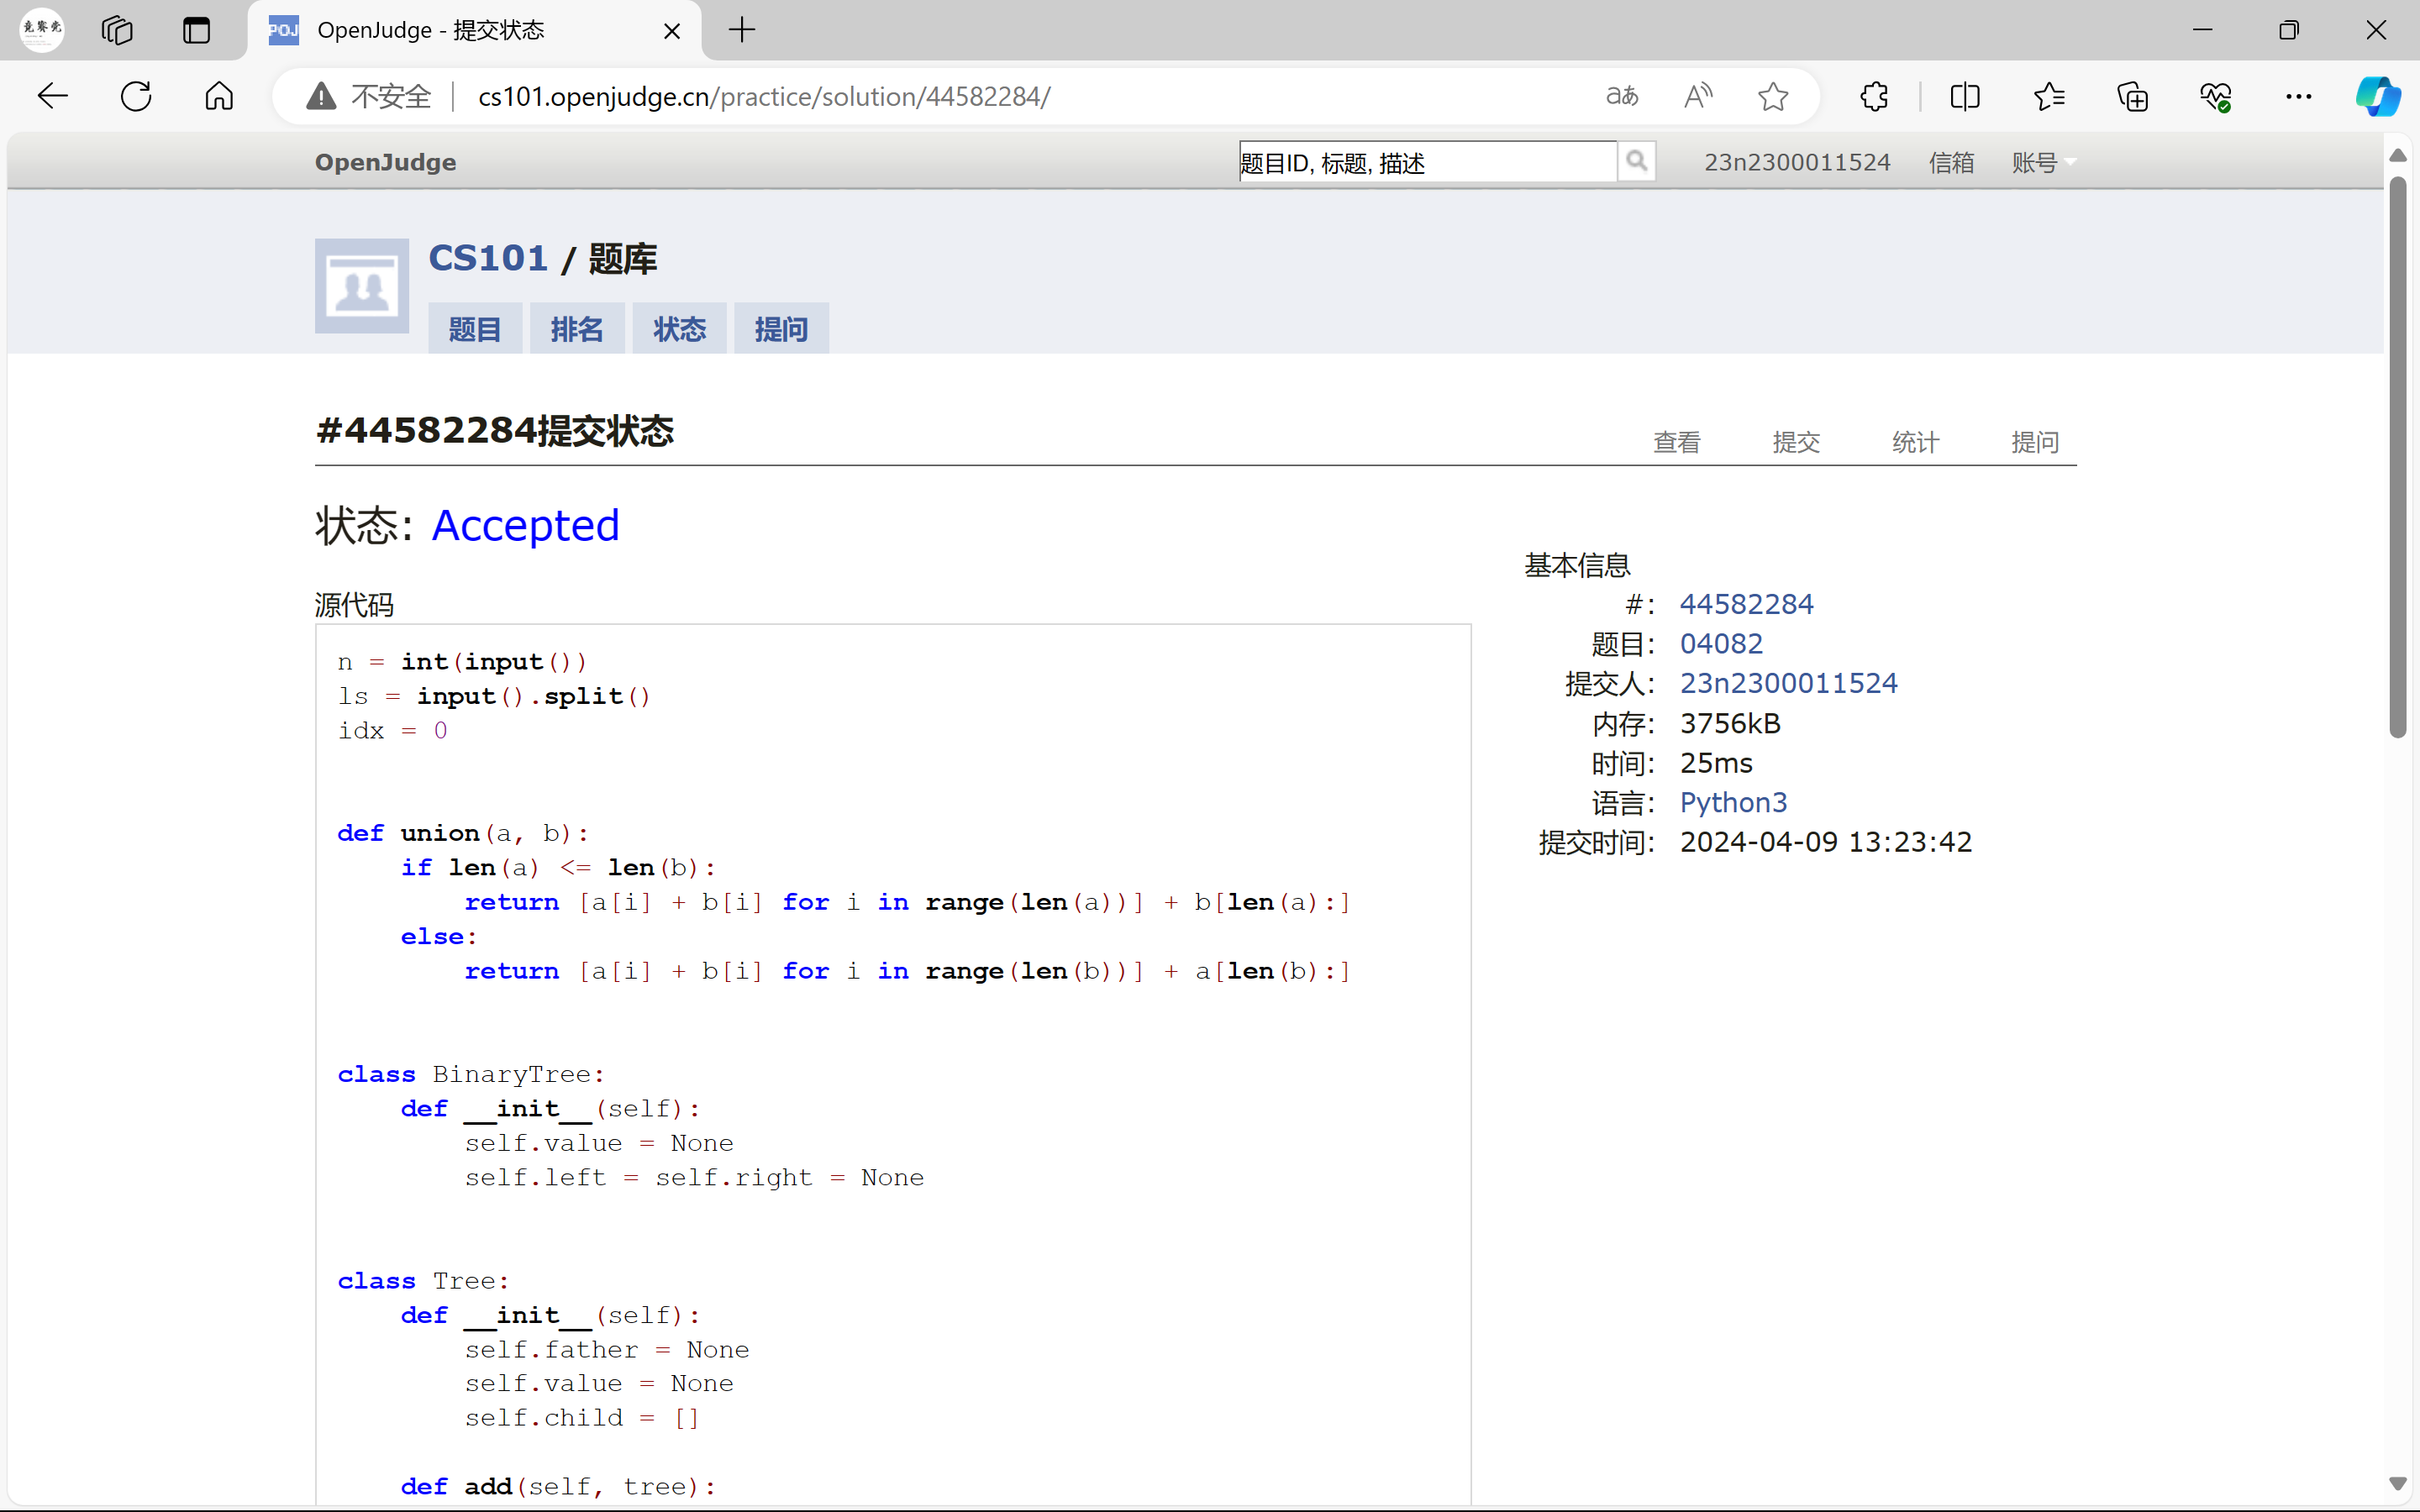 竞赛党
OpenJudge - 提交状态
不安全
cs101.openjudge.cn/practice/solution/44582284/
OpenJudge
题目ID, 标题, 描述
23n2300011524
信箱
账号
CS101 / 题库
题目
排名
状态
提问
#44582284提交状态
查看
提交
统计
提问
状态: Accepted
源代码
n = int(input())
ls = input().split()
idx = 0
def union(a, b):
    if len(a) <= len(b):
        return [a[i] + b[i] for i in range(len(a))] + b[len(a):]
    else:
        return [a[i] + b[i] for i in range(len(b))] + a[len(b):]
class BinaryTree:
    def __init__(self):
        self.value = None
        self.left = self.right = None
class Tree:
    def __init__(self):
        self.father = None
        self.value = None
        self.child = []
    def add(self, tree):
基本信息
#: 44582284
题目: 04082
提交人: 23n2300011524
内存: 3756kB
时间: 25ms
语言: Python3
提交时间: 2024-04-09 13:23:42